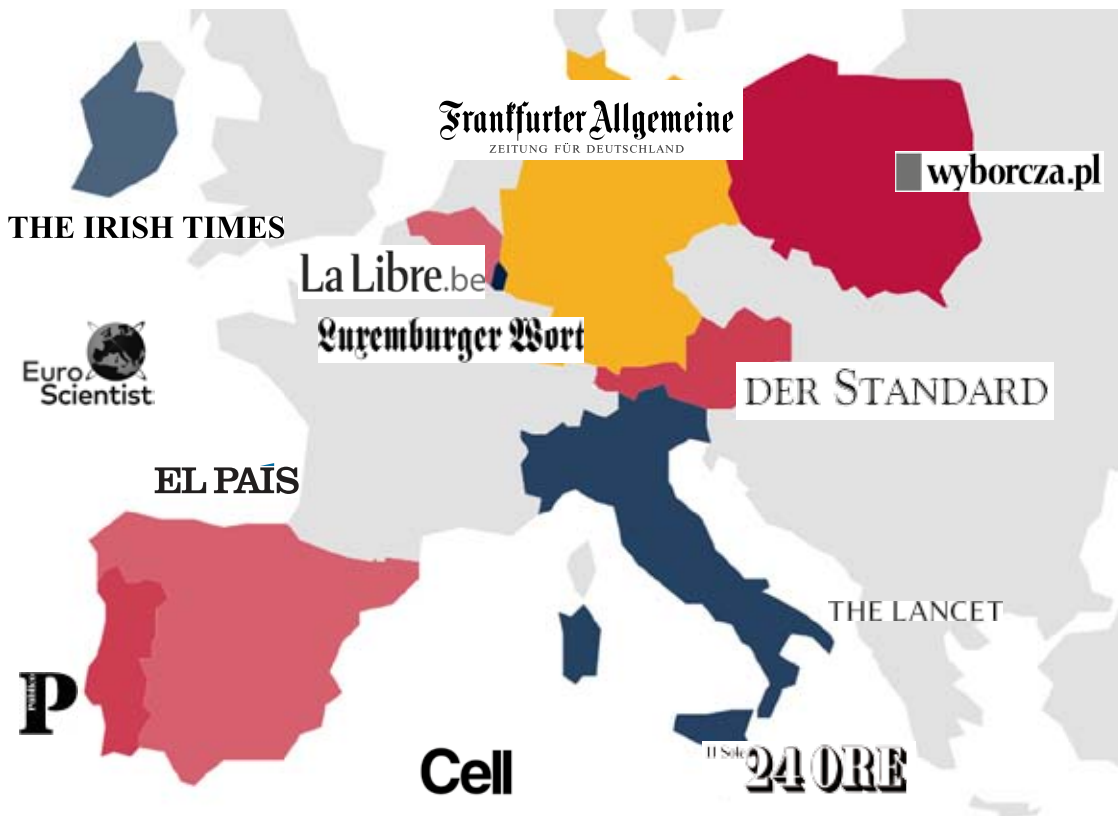 Frankfurter Allgemeine
ZEITUNG FÜR DEUTSCHLAND
wyborcza.pl
THE IRISH TIMES
La Libre.be
Luxemburger Wort
Euro
Scientist
DER STANDARD
EL PAÍS
THE LANCET
P
Público
Cell
Il Sole
24 ORE